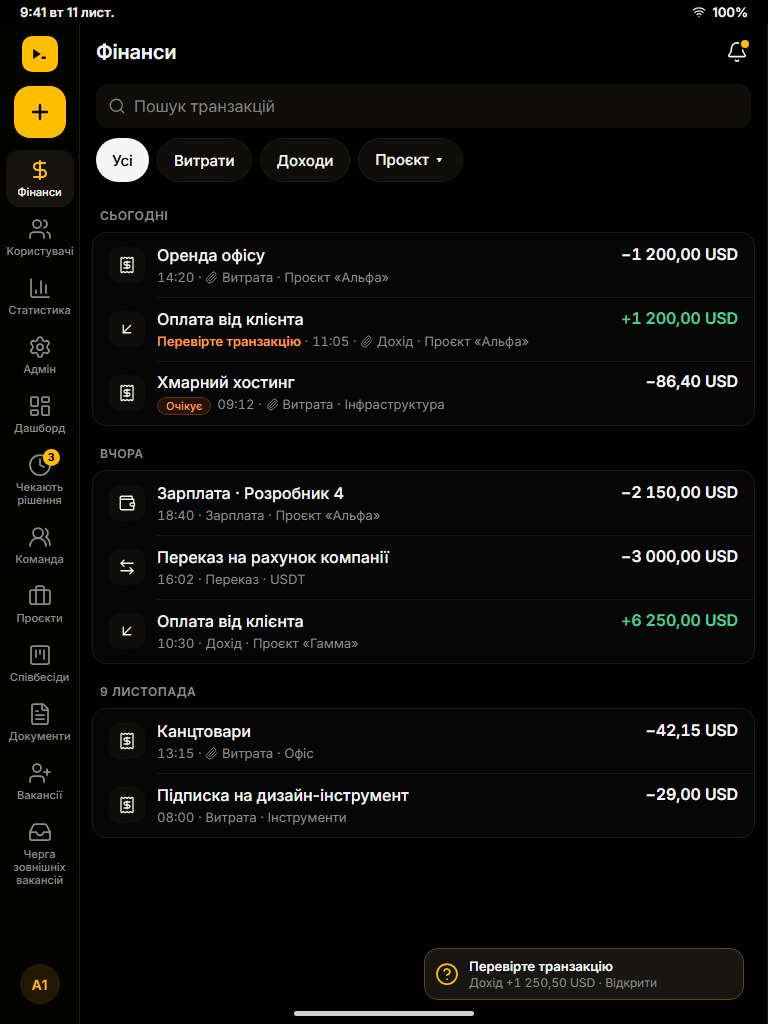 9:41 вт 11 лист.
100%
Фінанси
Пошук транзакцій
Усі
Витрати
Доходи
Проєкт
Фінанси
Користувачі
Статистика
Адмін
Дашборд
3
Чекають
рішення
Команда
Проєкти
Співбесіди
Документи
Вакансії
Черга
зовнішніх
вакансій
A1
СЬОГОДНІ
Оренда офісу
−1 200,00 USD
14:20 · Витрата · Проєкт «Альфа»
Оплата від клієнта
+1 200,00 USD
Перевірте транзакцію · 11:05 · Дохід · Проєкт «Альфа»
Хмарний хостинг
−86,40 USD
Очікує 09:12 · Витрата · Інфраструктура
ВЧОРА
Зарплата · Розробник 4
−2 150,00 USD
18:40 · Зарплата · Проєкт «Альфа»
Переказ на рахунок компанії
−3 000,00 USD
16:02 · Переказ · USDT
Оплата від клієнта
+6 250,00 USD
10:30 · Дохід · Проєкт «Гамма»
9 ЛИСТОПАДА
Канцтовари
−42,15 USD
13:15 · Витрата · Офіс
Підписка на дизайн-інструмент
−29,00 USD
08:00 · Витрата · Інструменти
Перевірте транзакцію
Дохід +1 250,50 USD · Відкрити